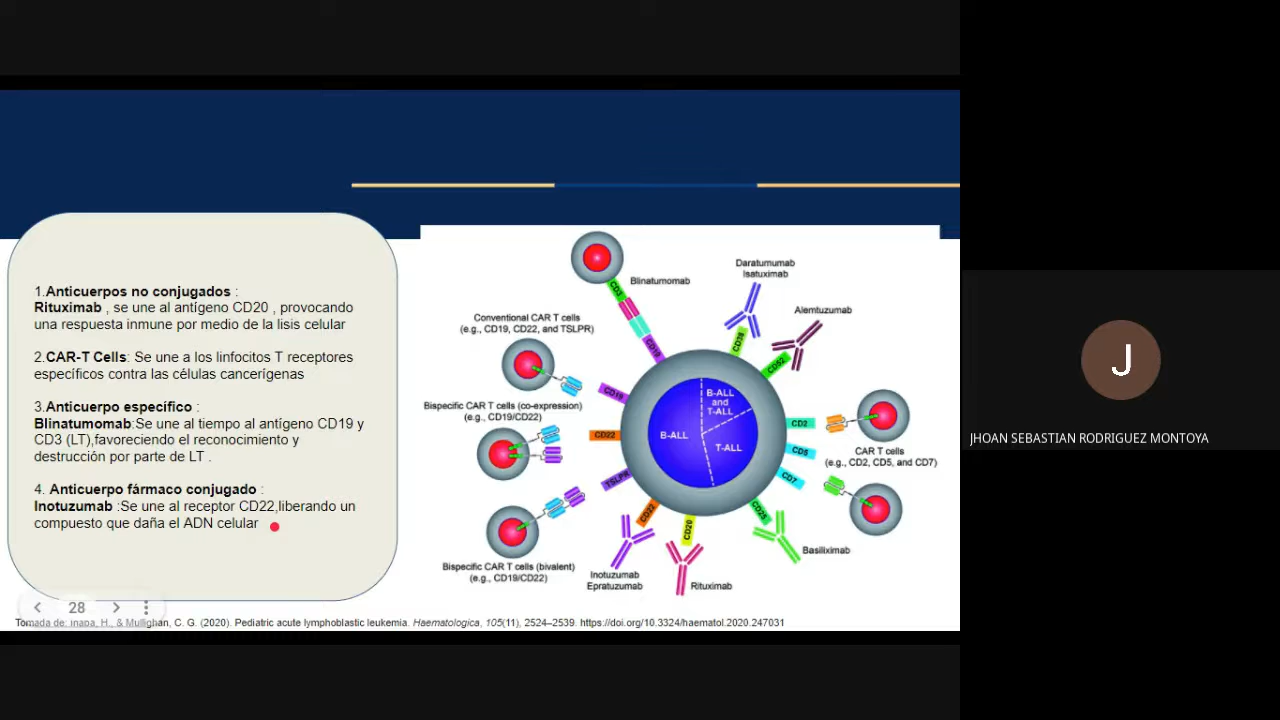 1.Anticuerpos no conjugados :
Rituximab , se une al antígeno CD20 , provocando
una respuesta inmune por medio de la lisis celular
2.CAR-T Cells: Se une a los linfocitos T receptores
específicos contra las células cancerígenas
3.Anticuerpo específico :
Blinatumomab:Se une al tiempo al antígeno CD19 y
CD3 (LT),favoreciendo el reconocimiento y
destrucciòn por parte de LT .
4. Anticuerpo fármaco conjugado :
Inotuzumab :Se une al receptor CD22,liberando un
compuesto que daña el ADN celular
28
Blinatumomab
CD3
CD19
Daratumumab
Isatuximab
CD38
Alemtuzumab
CD52
Conventional CAR T cells
(e.g., CD19, CD22, and TSLPR)
CD19
Bispecific CAR T cells (co-expression)
(e.g., CD19/CD22)
CD22
TSLPR
Bispecific CAR T cells (bivalent)
(e.g., CD19/CD22)
B-ALL
and
T-ALL
B-ALL
T-ALL
CD2
CD5
CD7
CAR T cells
(e.g., CD2, CD5, and CD7)
CD25
Basiliximab
CD22
Inotuzumab
Epratuzumab
CD20
Rituximab
Tomada de: Inaba, H., & Mullighan, C. G. (2020). Pediatric acute lymphoblastic leukemia. Haematologica, 105(11), 2524–2539. https://doi.org/10.3324/haematol.2020.247031
J
JHOAN SEBASTIAN RODRIGUEZ MONTOYA